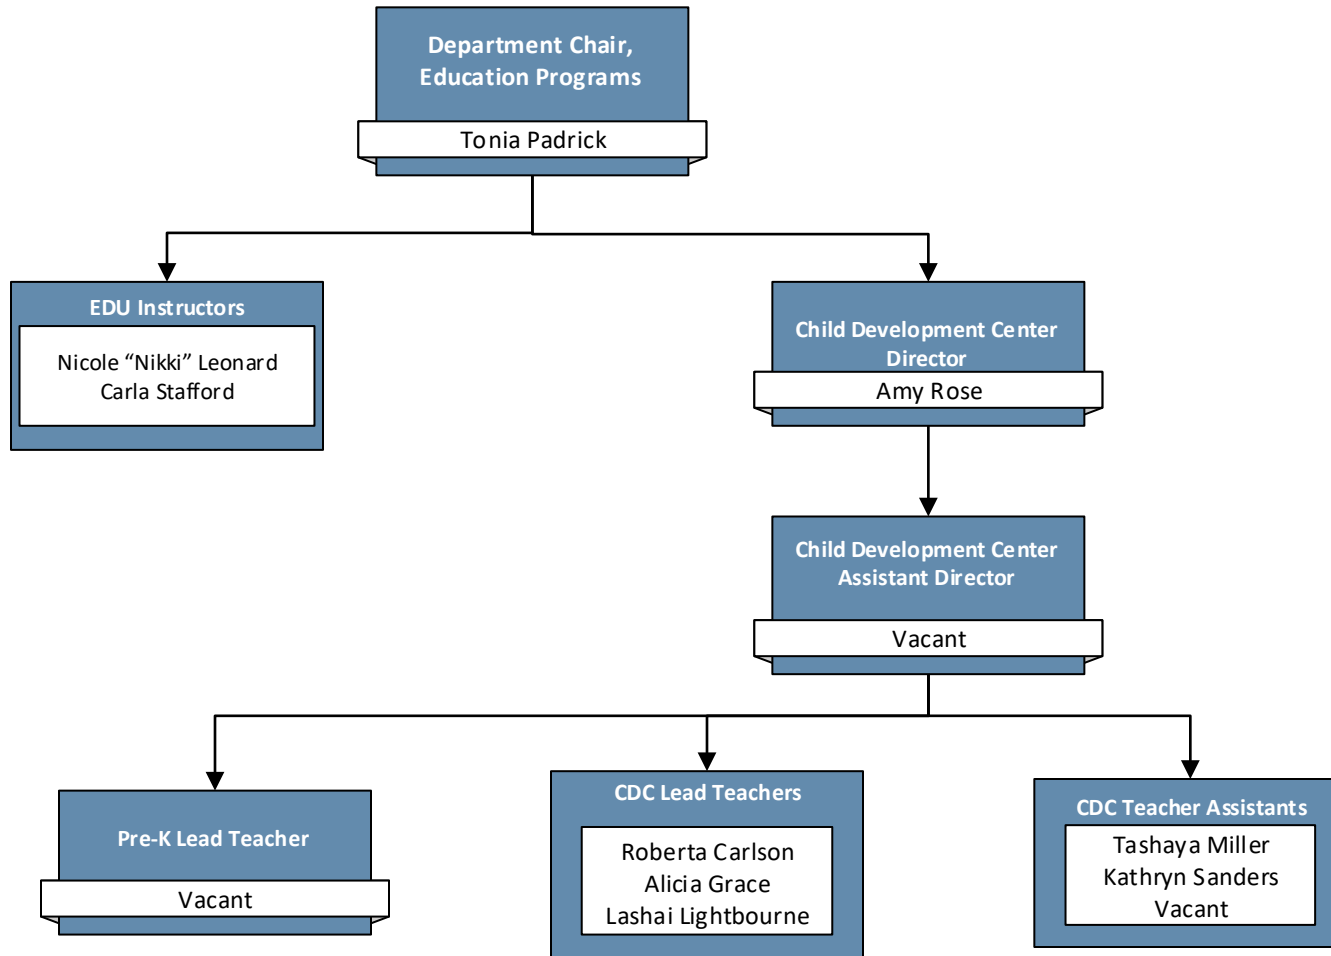 Department Chair,
Education Programs
Tonia Padrick
EDU Instructors
Nicole “Nikki” Leonard
Carla Stafford
Child Development Center
Director
Amy Rose
Child Development Center
Assistant Director
Vacant
Pre-K Lead Teacher
Vacant
CDC Lead Teachers
Roberta Carlson
Alicia Grace
Lashai Lightbourne
CDC Teacher Assistants
Tashaya Miller
Kathryn Sanders
Vacant